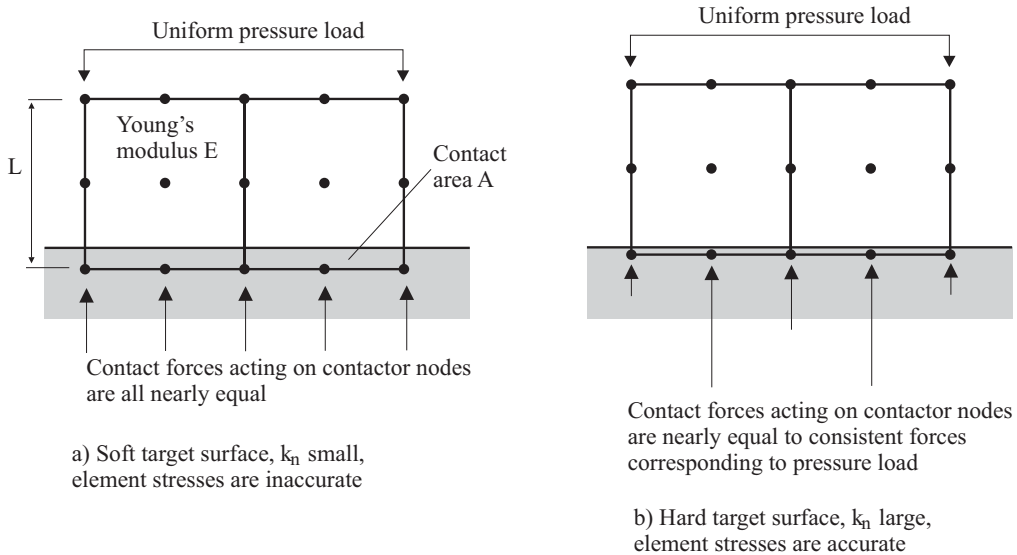 Uniform pressure load
Young's
modulus E
L
Contact
area A
Contact forces acting on contactor nodes
are all nearly equal
a) Soft target surface, kn small,
element stresses are inaccurate
Uniform pressure load
Contact forces acting on contactor nodes
are nearly equal to consistent forces
corresponding to pressure load
b) Hard target surface, kn large,
element stresses are accurate